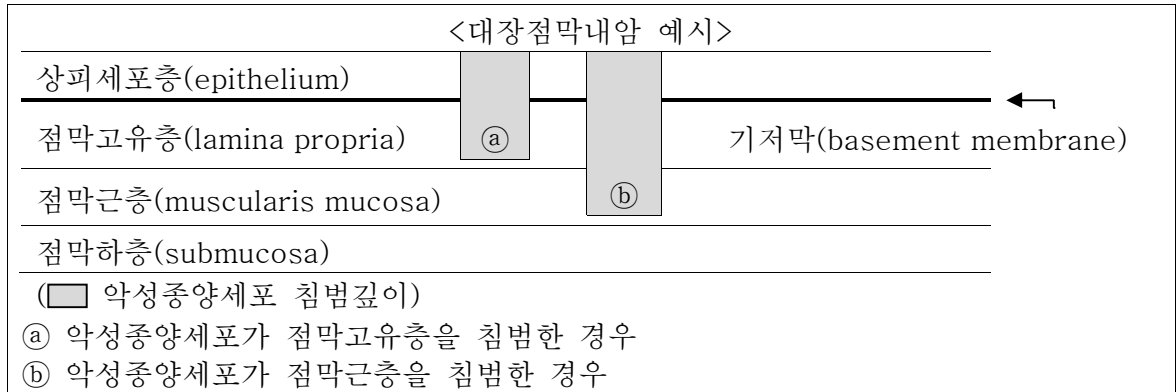 <대장점막내암 예시>
상피세포층(epithelium)
점막고유층(lamina propria) ⓐ 기저막(basement membrane)
점막근층(muscularis mucosa) ⓑ
점막하층(submucosa)
( 악성종양세포 침범깊이)
ⓐ 악성종양세포가 점막고유층을 침범한 경우
ⓑ 악성종양세포가 점막근층을 침범한 경우